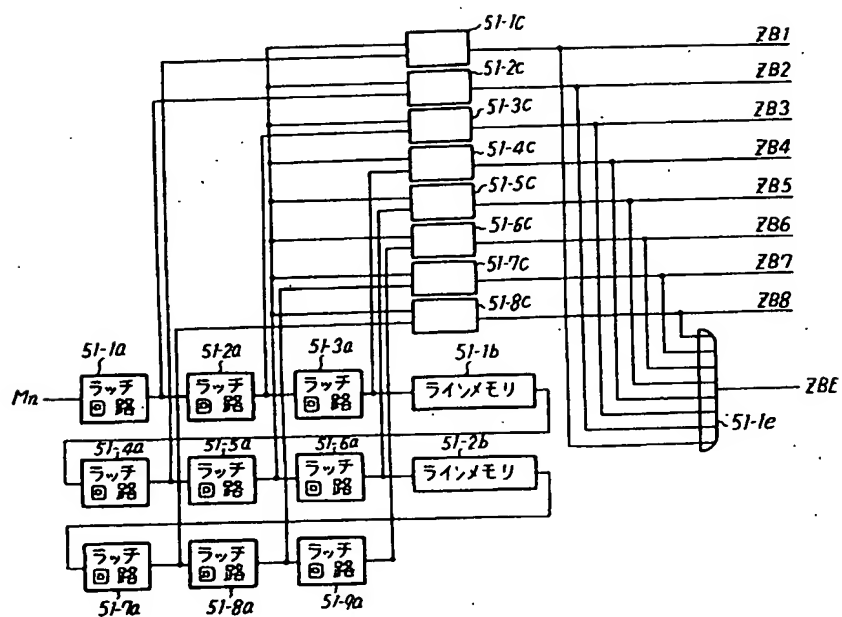 51-1c
ZB1
51-2c
ZB2
51-3c
ZB3
51-4c
ZB4
51-5c
ZB5
51-6c
ZB6
51-7c
ZB7
51-8c
ZB8
51-1a
51-2a
51-3a
51-1b
Mn
ラッチ
回路
ラッチ
回路
ラッチ
回路
ラインメモリ
ZBE
51-1e
51-4a
51-5a
51-6a
51-2b
ラッチ
回路
ラッチ
回路
ラッチ
回路
ラインメモリ
ラッチ
回路
ラッチ
回路
ラッチ
回路
51-7a
51-8a
51-9a